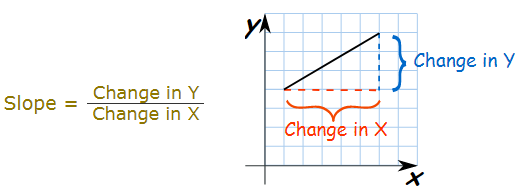 Y
Change in Y
Slope = Change in Y
Change in X
Change in X
X